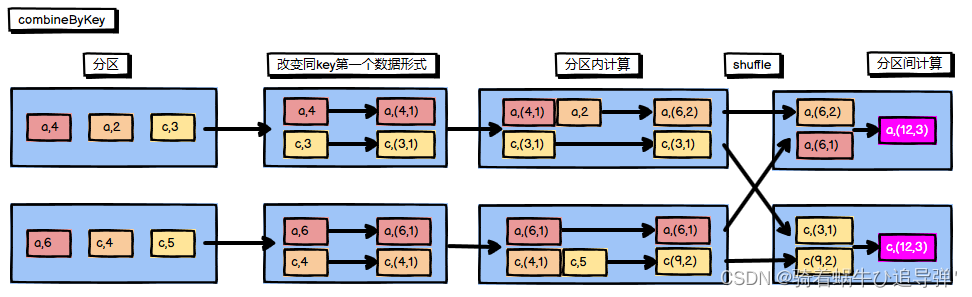 combineByKey
分区
改变同key第一个数据形式
分区内计算
shuffle
分区间计算
a,4
a,2
c,3
a,4
a,(4,1)
c,3
c,(3,1)
a,(4,1)
a,2
a,(6,2)
c,(3,1)
c,(3,1)
a,(6,2)
a,(6,1)
a,(12,3)
a,6
c,4
c,5
a,6
a,(6,1)
c,4
c,(4,1)
a,(6,1)
a,(6,1)
c,(4,1)
c,5
c(9,2)
c,(3,1)
c(9,2)
c,(12,3)
CSDN @骑着蜗牛ひ追导弹'